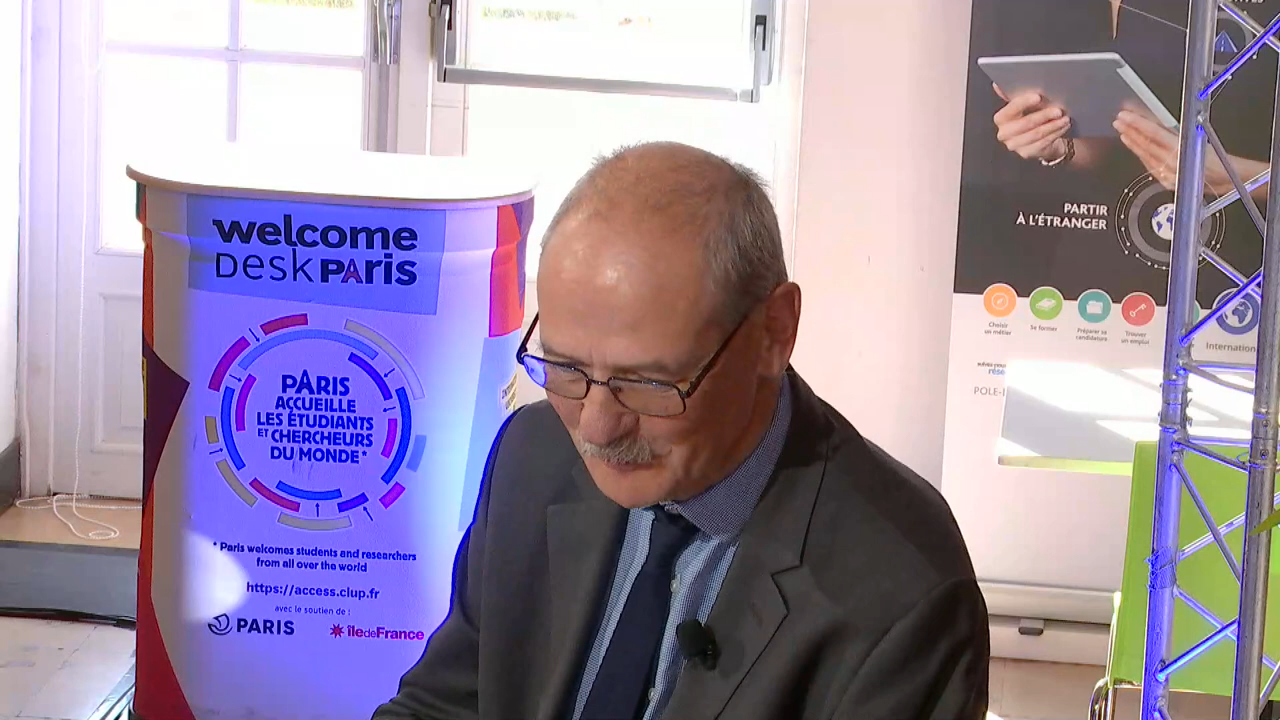 welcome
Desk PARis
PARIS
ACCUEILLE
LES ÉTUDIANTS
ET CHERCHEURS
DU MONDE*
* Paris welcomes students and researchers
from all over the world
https://access.clup.fr
avec le soutien de :
PARIS
îledeFrance
PARTIR
À L'ÉTRANGER
Choisir
un métier
Se former
Préparer sa
candidature
Trouver
un emploi
International
POLE-